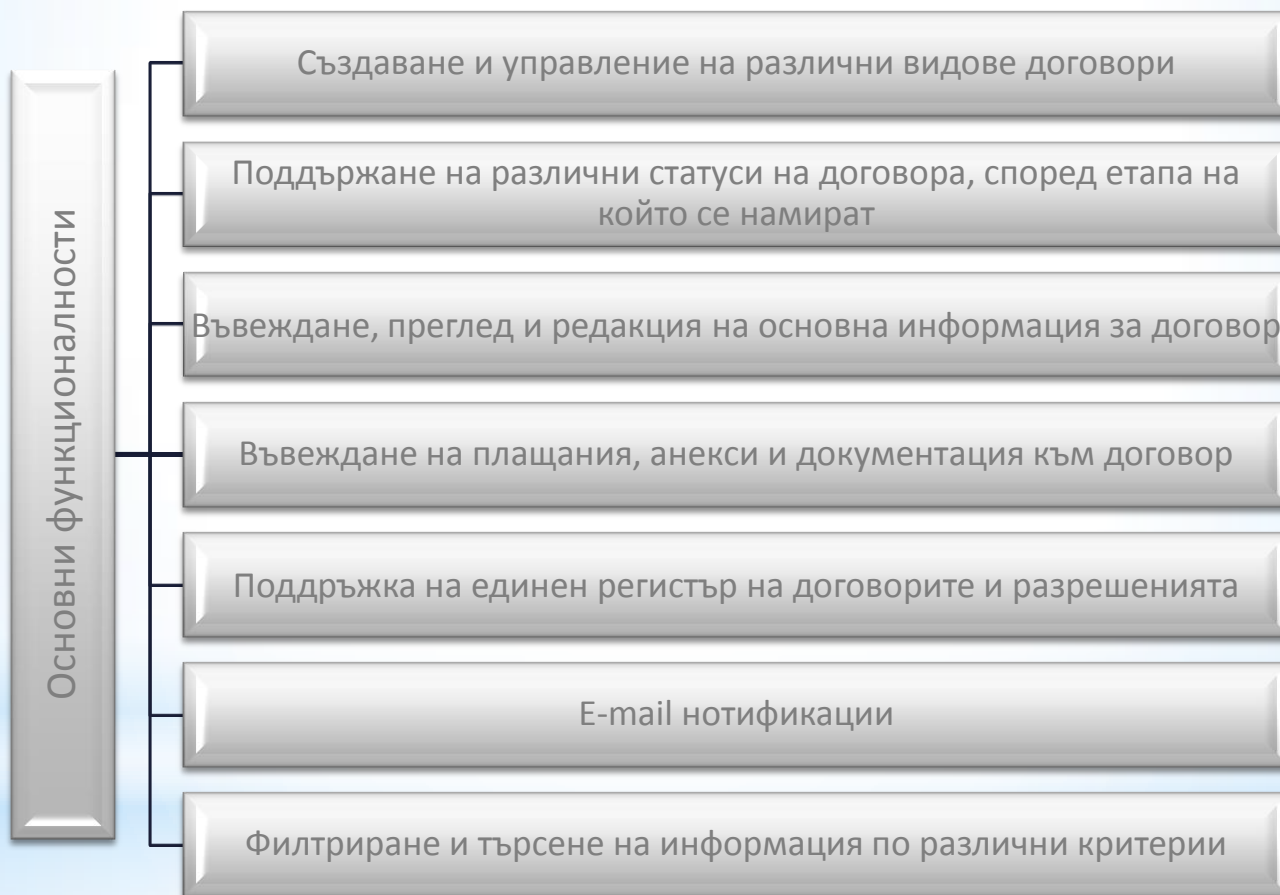 Основни функционалности
Създаване и управление на различни видове договори
Поддържане на различни статуси на договора, според етапа на
който се намират
Въвеждане, преглед и редакция на основна информация за договор
Въвеждане на плащания, анекси и документация към договор
Поддръжка на единен регистър на договорите и разрешенията
E-mail нотификации
Филтриране и търсене на информация по различни критерии